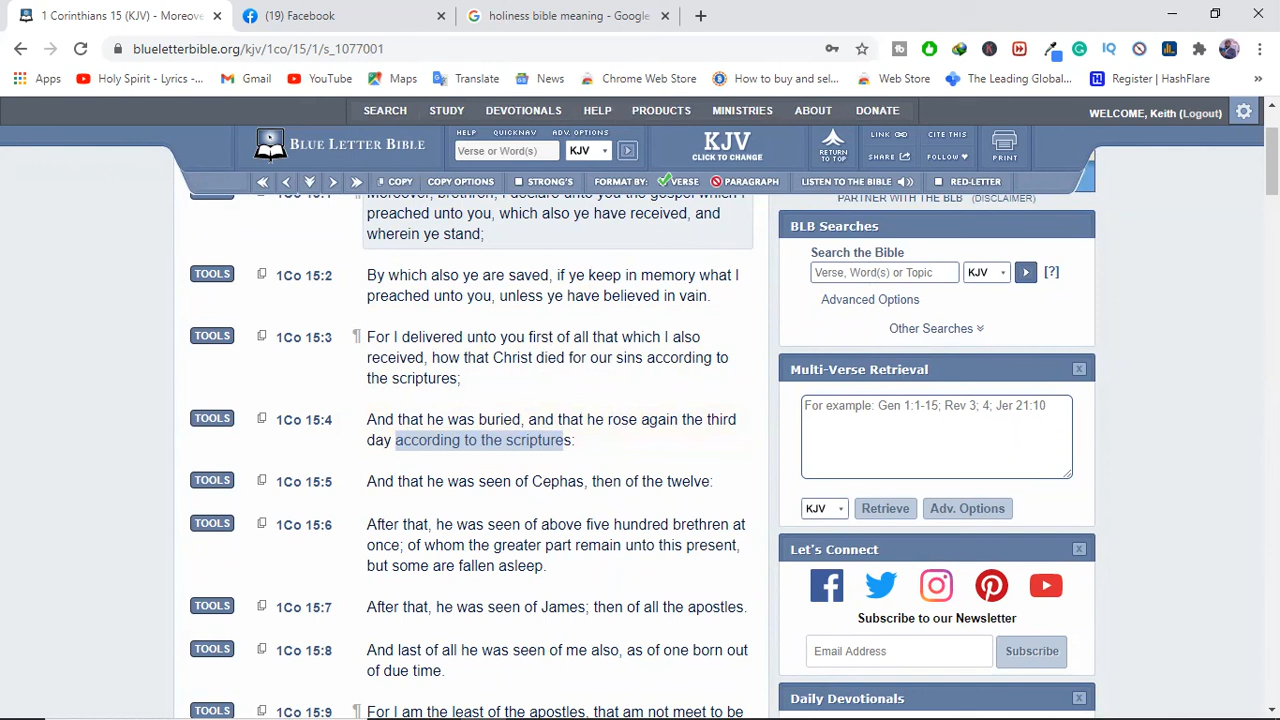 1 Corinthians 15 (KJV) - Moreove
(19) Facebook
holiness bible meaning - Google
blueletterbible.org/kjv/1co/15/1/s_1077001
Apps
Holy Spirit - Lyrics -...
Gmail
YouTube
Maps
Translate
News
Chrome Web Store
How to buy and sel...
Web Store
The Leading Global...
Register | HashFlare
SEARCH
STUDY
DEVOTIONALS
HELP
PRODUCTS
MINISTRIES
ABOUT
DONATE
WELCOME, Keith (Logout)
BLUE LETTER BIBLE
HELP
QUICKNAV
ADV. OPTIONS
Verse or Word(s)
KJV
KJV
CLICK TO CHANGE
RETURN
TO TOP
LINK
SHARE
CITE THIS
FOLLOW
PRINT
COPY
COPY OPTIONS
STRONG'S
FORMAT BY:
VERSE
PARAGRAPH
LISTEN TO THE BIBLE
RED-LETTER
preached unto you, which also ye have received, and
wherein ye stand;
TOOLS
1Co 15:2
By which also ye are saved, if ye keep in memory what I
preached unto you, unless ye have believed in vain.
TOOLS
1Co 15:3
¶ For I delivered unto you first of all that which I also
received, how that Christ died for our sins according to
the scriptures;
TOOLS
1Co 15:4
And that he was buried, and that he rose again the third
day according to the scriptures:
TOOLS
1Co 15:5
And that he was seen of Cephas, then of the twelve:
TOOLS
1Co 15:6
After that, he was seen of above five hundred brethren at
once; of whom the greater part remain unto this present,
but some are fallen asleep.
TOOLS
1Co 15:7
After that, he was seen of James; then of all the apostles.
TOOLS
1Co 15:8
And last of all he was seen of me also, as of one born out
of due time.
TOOLS
1Co 15:9
¶ For I am the least of the apostles, that am not meet to be
PARTNER WITH THE BLB (DISCLAIMER)
BLB Searches
Search the Bible
Verse, Word(s) or Topic
KJV
[?]
Advanced Options
Other Searches
Multi-Verse Retrieval
X
For example: Gen 1:1-15; Rev 3; 4; Jer 21:10
KJV
Retrieve
Adv. Options
Let's Connect
X
Subscribe to our Newsletter
Email Address
Subscribe
Daily Devotionals
X